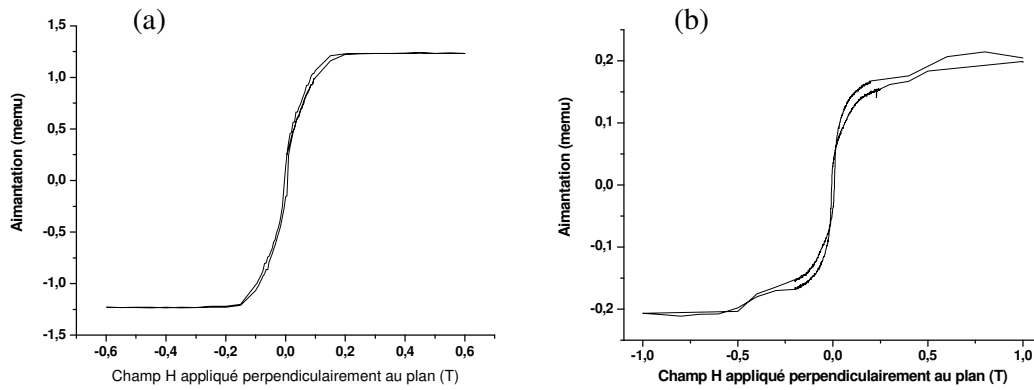 (a)
Aimantation (memu)
1,5
1,0
0,5
0,0
-0,5
-1,0
-1,5
-0,6 -0,4 -0,2 0,0 0,2 0,4 0,6
Champ H appliqué perpendiculairement au plan (T)
(b)
Aimantation (memu)
0,2
0,1
0,0
-0,1
-0,2
-1,0 -0,5 0,0 0,5 1,0
Champ H appliqué perpendiculairement au plan (T)